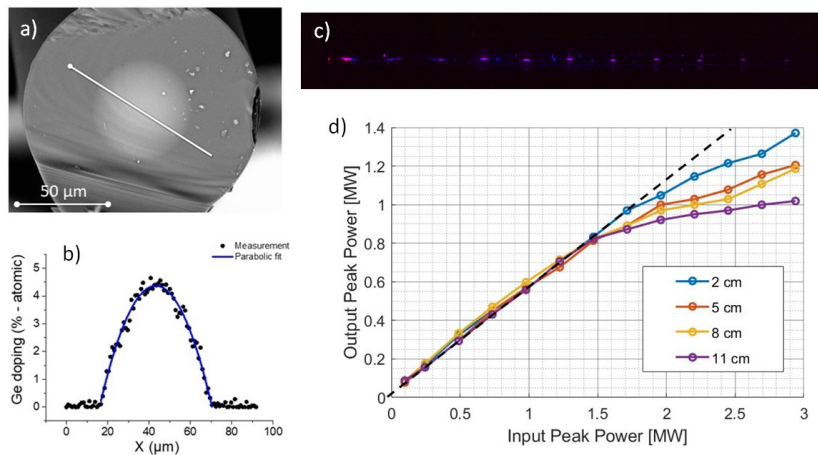 a)
50 µm
b)
Measurement
Parabolic fit
Ge doping (% - atomic)
5
4
3
2
1
0
0 20 40 60 80 100
X (µm)
c)
d)
Output Peak Power [MW]
1.4
1.2
1
0.8
0.6
0.4
0.2
0
0 0.5 1 1.5 2 2.5 3
Input Peak Power [MW]
2 cm
5 cm
8 cm
11 cm